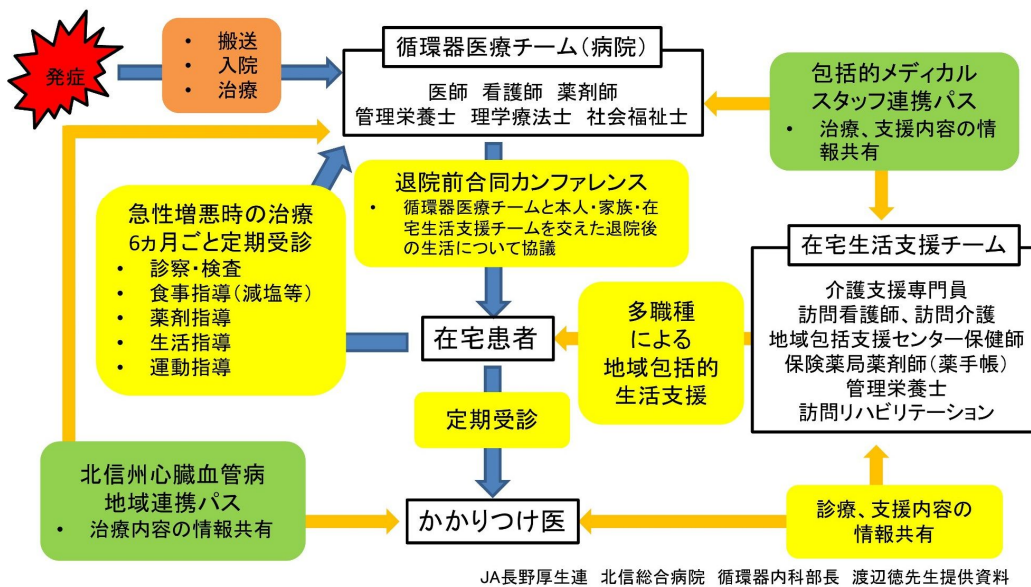 発症
• 搬送
• 入院
• 治療
循環器医療チーム（病院）
医師 看護師 薬剤師
管理栄養士 理学療法士 社会福祉士
包括的メディカル
スタッフ連携パス
• 治療、支援内容の情
報共有
退院前合同カンファレンス
• 循環器医療チームと本人・家族・在
宅生活支援チームを交えた退院後
の生活について協議
急性増悪時の治療
6ヵ月ごと定期受診
• 診察・検査
• 食事指導（減塩等）
• 薬剤指導
• 生活指導
• 運動指導
在宅患者
多職種
による
地域包括的
生活支援
在宅生活支援チーム
介護支援専門員
訪問看護師、訪問介護
地域包括支援センター保健師
保険薬局薬剤師（薬手帳）
管理栄養士
訪問リハビリテーション
定期受診
北信州心臓血管病
地域連携パス
• 治療内容の情報共有
かかりつけ医
診療、支援内容の
情報共有
JA長野厚生連 北信総合病院 循環器内科部長 渡辺徳先生提供資料